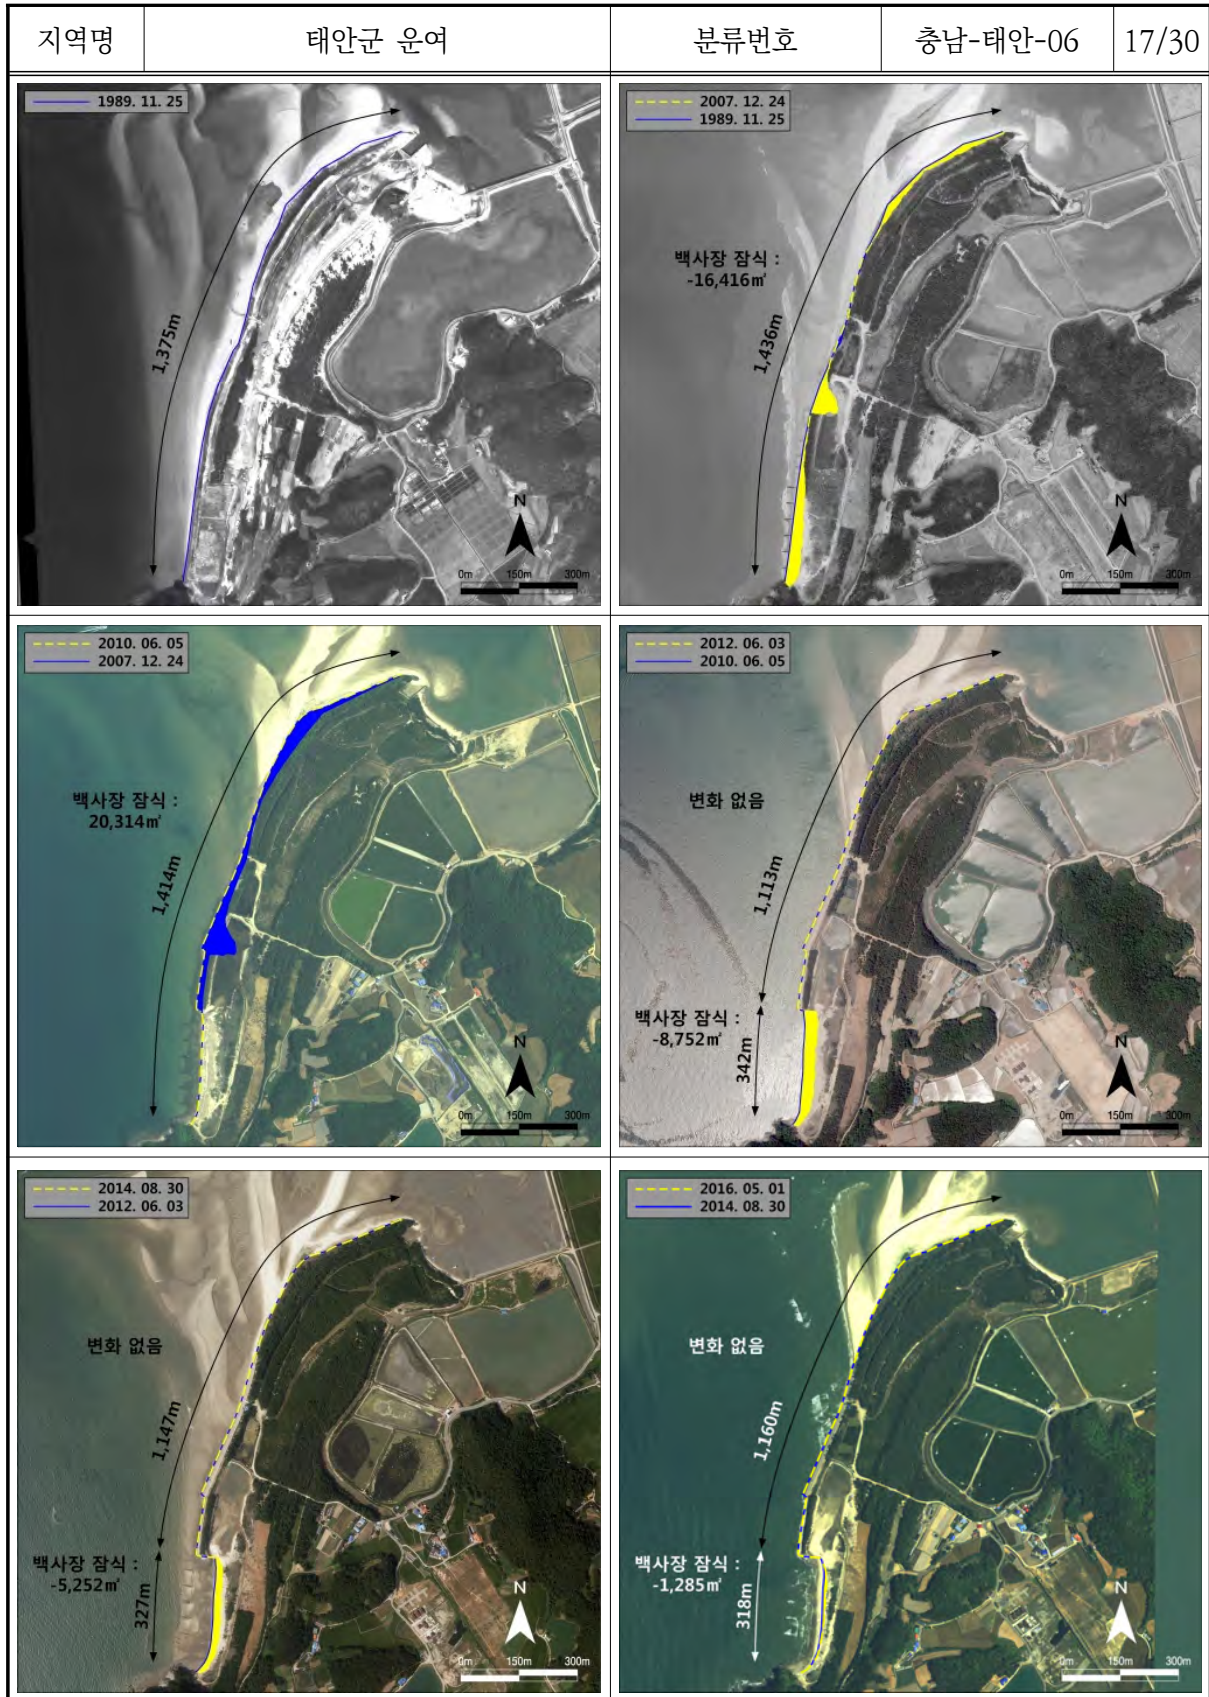 지역명 태안군 운여 분류번호 충남-태안-06 17/30
1989. 11. 25
1,375m
N
0m 150m 300m
2007. 12. 24
1989. 11. 25
백사장 잠식 :
-16,416㎡
1,436m
N
0m 150m 300m
2010. 06. 05
2007. 12. 24
백사장 잠식 :
20,314㎡
1,414m
N
0m 150m 300m
2012. 06. 03
2010. 06. 05
변화 없음
1,113m
백사장 잠식 :
-8,752㎡
342m
N
0m 150m 300m
2014. 08. 30
2012. 06. 03
변화 없음
1,147m
백사장 잠식 :
-5,252㎡
327m
N
0m 150m 300m
2016. 05. 01
2014. 08. 30
변화 없음
1,160m
백사장 잠식 :
-1,285㎡
318m
N
0m 150m 300m